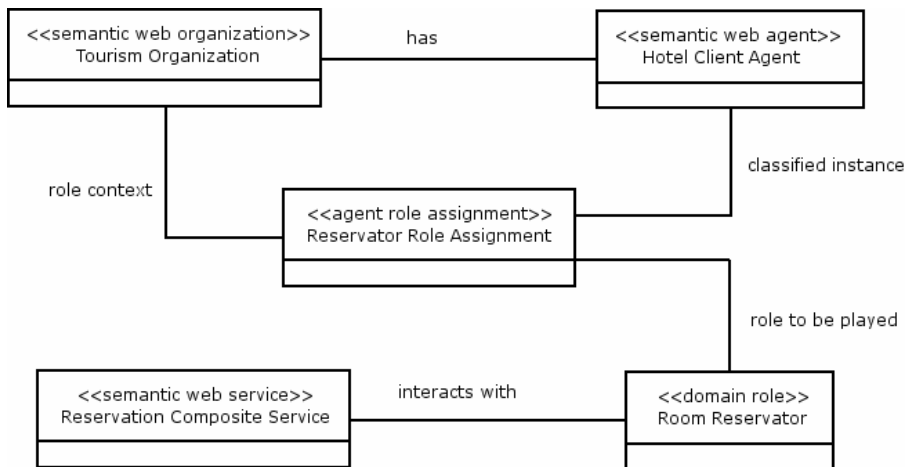 <<semantic web organization>>
Tourism Organization
has
<<semantic web agent>>
Hotel Client Agent
role context
classified instance
<<agent role assignment>>
Reservator Role Assignment
role to be played
<<semantic web service>>
Reservation Composite Service
interacts with
<<domain role>>
Room Reservator